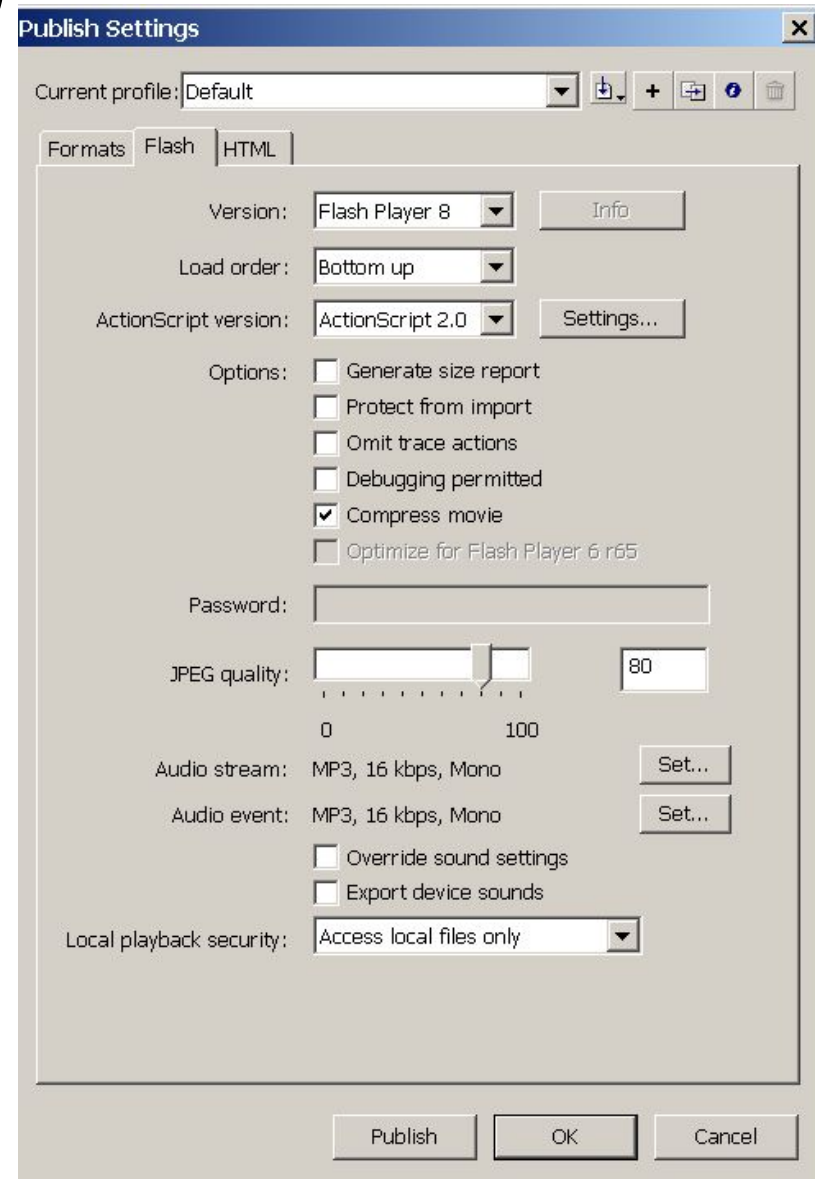 Publish Settings
Current profile: Default
Formats Flash HTML
Version: Flash Player 8 Info
Load order: Bottom up
ActionScript version: ActionScript 2.0 Settings...
Options: Generate size report
Protect from import
Omit trace actions
Debugging permitted
Compress movie
Optimize for Flash Player 6 r65
Password:
JPEG quality: 80
0 100
Audio stream: MP3, 16 kbps, Mono Set...
Audio event: MP3, 16 kbps, Mono Set...
Override sound settings
Export device sounds
Local playback security: Access local files only
Publish OK Cancel